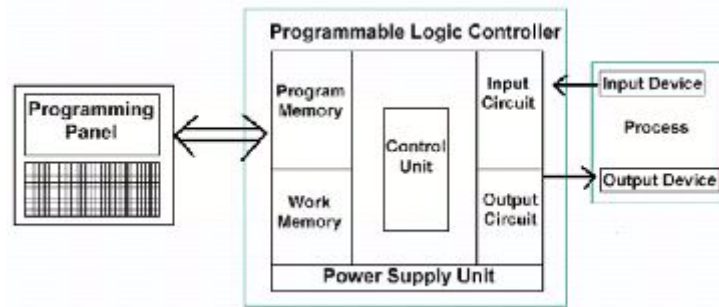 Programmable Logic Controller
Programming
Panel
Program
Memory
Work
Memory
Control
Unit
Input
Circuit
Output
Circuit
Power Supply Unit
Input Device
Process
Output Device